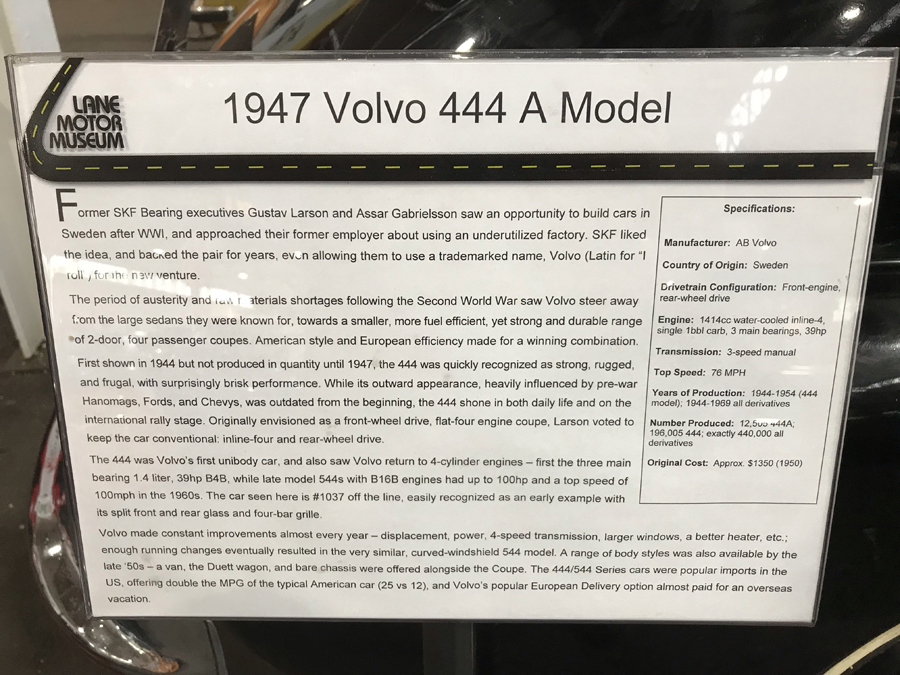 LANE
MOTOR
MUSEUM
1947 Volvo 444 A Model
Former SKF Bearing executives Gustav Larson and Assar Gabrielsson saw an opportunity to build cars in
Sweden after WWI, and approached their former employer about using an underutilized factory. SKF liked
the idea, and backed the pair for years, even allowing them to use a trademarked name, Volvo (Latin for “I
roll”) for the new venture.
The period of austerity and raw materials shortages following the Second World War saw Volvo steer away
from the large sedans they were known for, towards a smaller, more fuel efficient, yet strong and durable range
of 2-door, four passenger coupes. American style and European efficiency made for a winning combination.
First shown in 1944 but not produced in quantity until 1947, the 444 was quickly recognized as strong, rugged,
and frugal, with surprisingly brisk performance. While its outward appearance, heavily influenced by pre-war
Hanomags, Fords, and Chevys, was outdated from the beginning, the 444 shone in both daily life and on the
international rally stage. Originally envisioned as a front-wheel drive, flat-four engine coupe, Larson voted to
keep the car conventional: inline-four and rear-wheel drive.
The 444 was Volvo’s first unibody car, and also saw Volvo return to 4-cylinder engines – first the three main
bearing 1.4 liter, 39hp B4B, while late model 544s with B16B engines had up to 100hp and a top speed of
100mph in the 1960s. The car seen here is #1037 off the line, easily recognized as an early example with
its split front and rear glass and four-bar grille.
Volvo made constant improvements almost every year – displacement, power, 4-speed transmission, larger windows, a better heater, etc.;
enough running changes eventually resulted in the very similar, curved-windshield 544 model. A range of body styles was also available by the
late ‘50s – a van, the Duett wagon, and bare chassis were offered alongside the Coupe. The 444/544 Series cars were popular imports in the
US, offering double the MPG of the typical American car (25 vs 12), and Volvo’s popular European Delivery option almost paid for an overseas
vacation.
Specifications:
Manufacturer: AB Volvo
Country of Origin: Sweden
Drivetrain Configuration: Front-engine,
rear-wheel drive
Engine: 1414cc water-cooled inline-4,
single 1bbl carb, 3 main bearings, 39hp
Transmission: 3-speed manual
Top Speed: 76 MPH
Years of Production: 1944-1954 (444
model); 1944-1969 all derivatives
Number Produced: 444A;
196,005 444; exactly 440,000 all
derivatives
Original Cost: Approx. $1350 (1950)